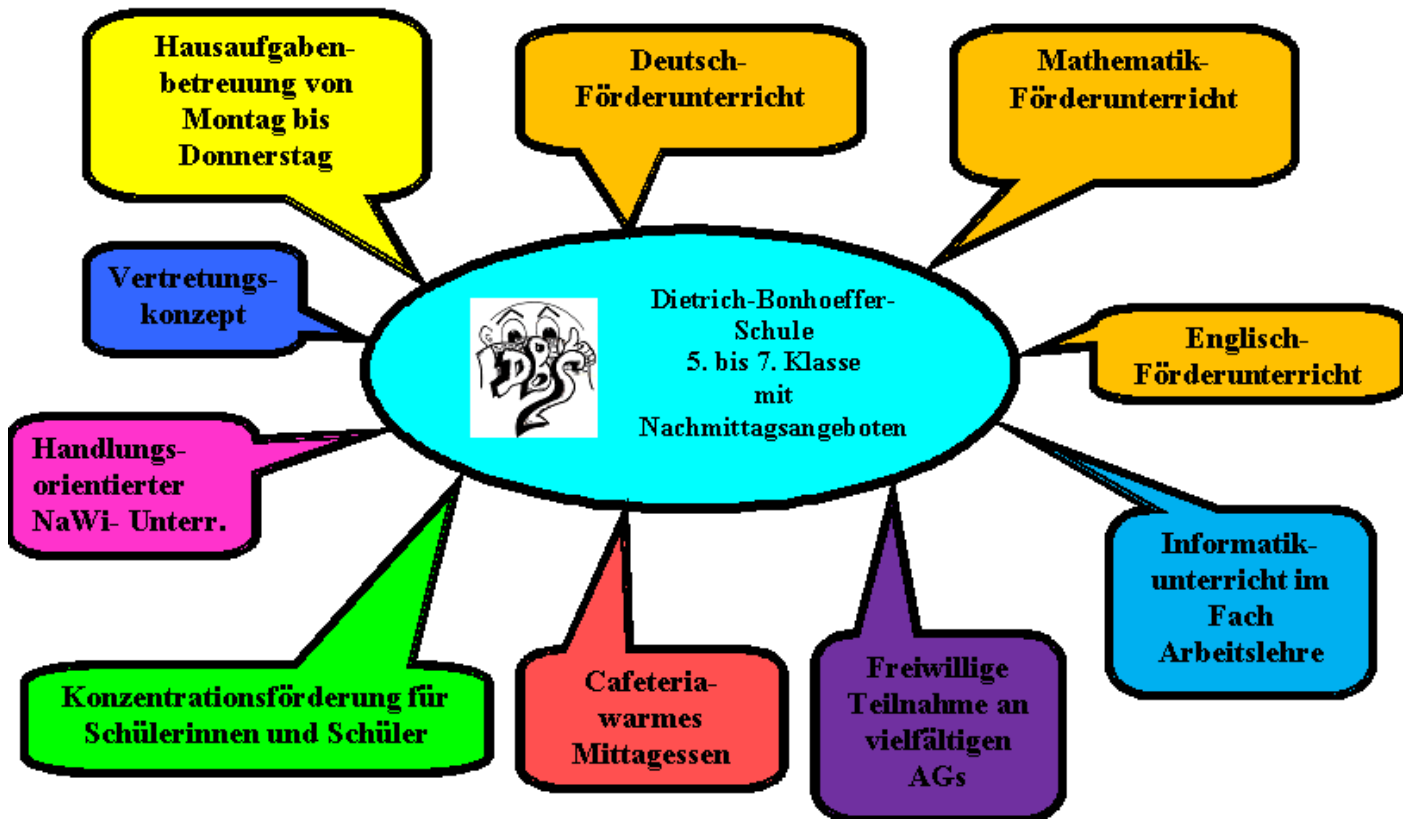 Hausaufgaben-
betreuung von
Montag bis
Donnerstag
Deutsch-
Förderunterricht
Mathematik-
Förderunterricht
Vertretungs-
konzept
DBS
Dietrich-Bonhoeffer-
Schule
5. bis 7. Klasse
mit
Nachmittagsangeboten
Englisch-
Förderunterricht
Handlungs-
orientierter
NaWi- Unterr.
Informatik-
unterricht im
Fach
Arbeitslehre
Konzentrationsförderung für
Schülerinnen und Schüler
Cafeteria-
warmes
Mittagessen
Freiwillige
Teilnahme an
vielfältigen
AGs